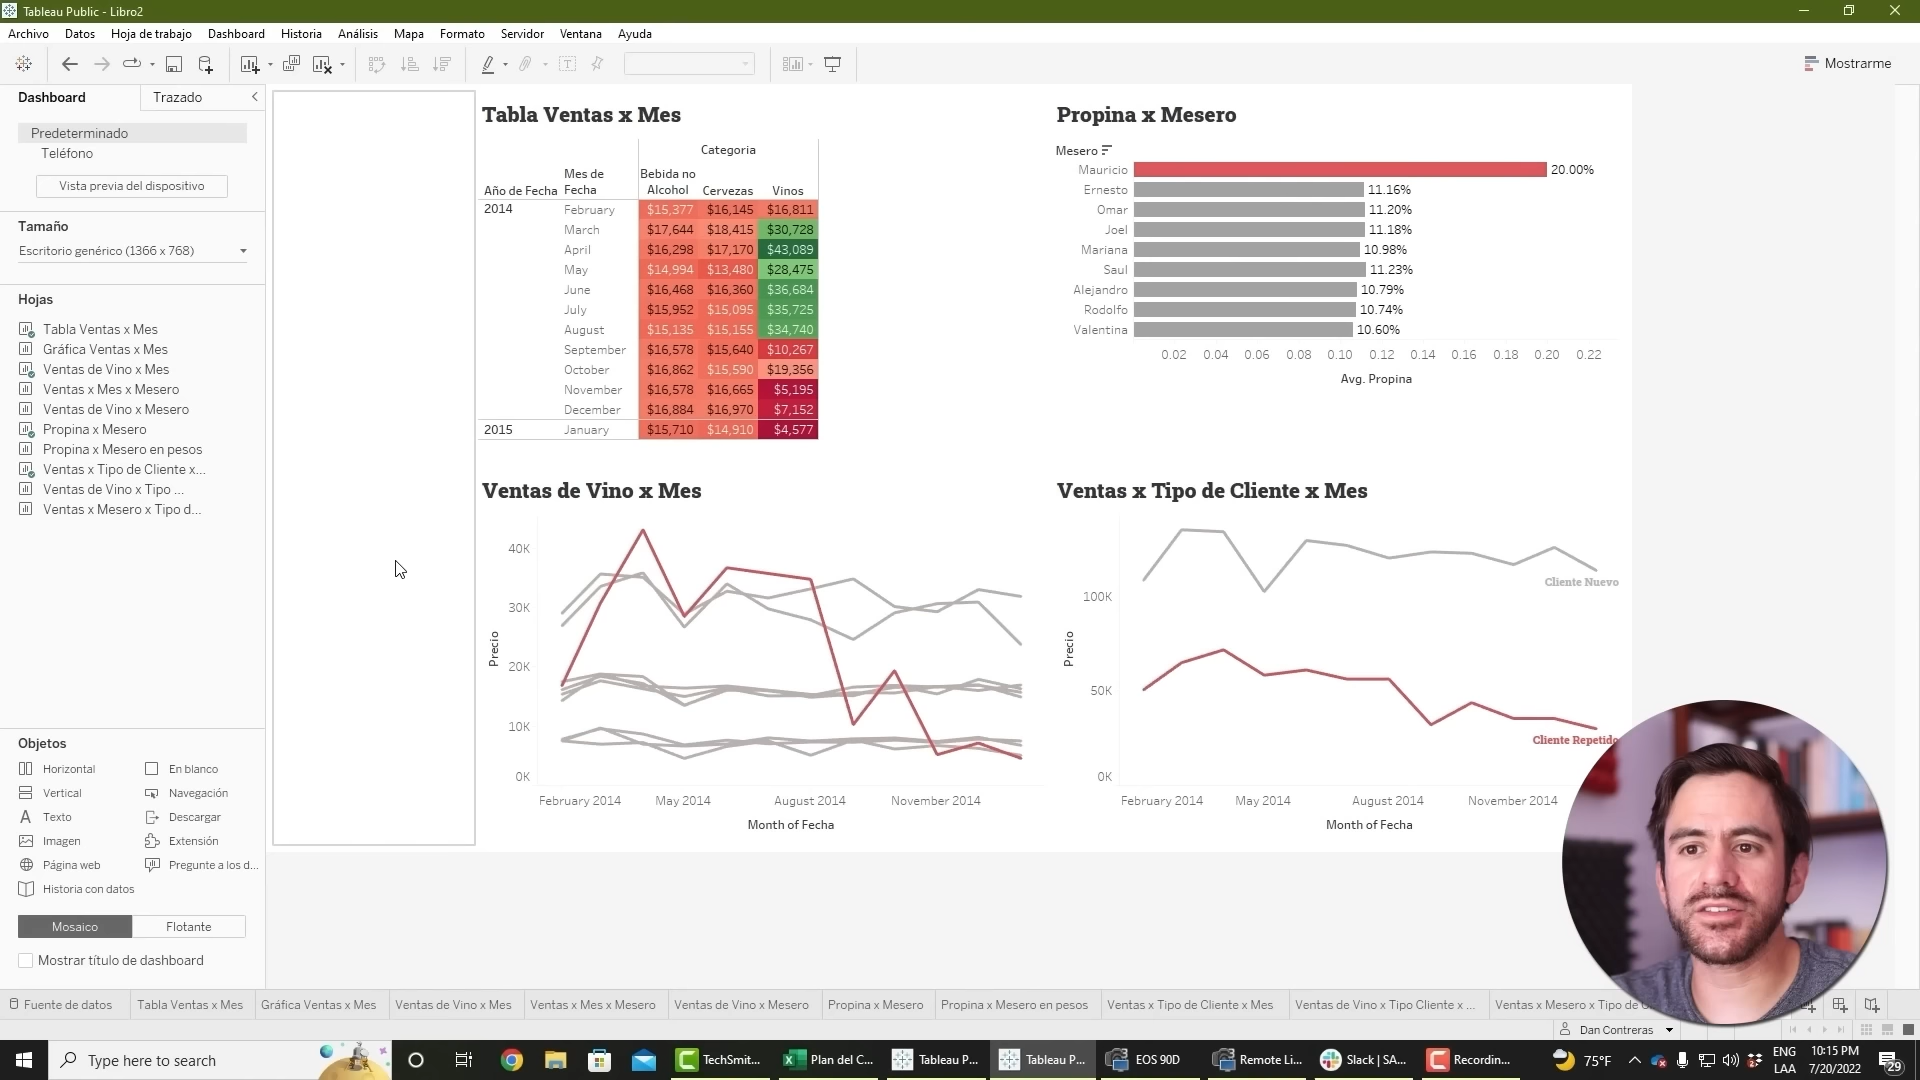 Tableau Public - Libro2
Archivo Datos Hoja de trabajo Dashboard Historia Análisis Mapa Formato Servidor Ventana Ayuda
Mostrarme
Dashboard Trazado
Predeterminado
Teléfono
Vista previa del dispositivo
Tamaño
Escritorio genérico (1366 x 768)
Hojas
Tabla Ventas x Mes
Gráfica Ventas x Mes
Ventas de Vino x Mes
Ventas x Mes x Mesero
Ventas de Vino x Mesero
Propina x Mesero
Propina x Mesero en pesos
Ventas x Tipo de Cliente x...
Ventas de Vino x Tipo ...
Ventas x Mesero x Tipo d...
Objetos
Horizontal En blanco
Vertical Navegación
Texto Descargar
Imagen Extensión
Página web Pregunte a los d...
Historia con datos
Mosaico Flotante
Mostrar título de dashboard
Tabla Ventas x Mes
Categoria
Año de Fecha Mes de Fecha Bebida no Alcohol Cervezas Vinos
2014 February $15,377 $16,145 $16,811
March $17,644 $18,415 $30,728
April $16,298 $17,170 $43,089
May $14,994 $13,480 $28,475
June $16,468 $16,360 $36,684
July $15,952 $15,095 $35,725
August $15,135 $15,155 $34,740
September $16,578 $15,640 $10,267
October $16,862 $15,590 $19,356
November $16,578 $16,665 $5,195
December $16,884 $16,970 $7,152
2015 January $15,710 $14,910 $4,577
Propina x Mesero
Mesero
Mauricio 20.00%
Ernesto 11.16%
Omar 11.20%
Joel 11.18%
Mariana 10.98%
Saul 11.23%
Alejandro 10.79%
Rodolfo 10.74%
Valentina 10.60%
0.02 0.04 0.06 0.08 0.10 0.12 0.14 0.16 0.18 0.20 0.22
Avg. Propina
Ventas de Vino x Mes
40K
30K
20K
10K
0K
Precio
February 2014 May 2014 August 2014 November 2014
Month of Fecha
Ventas x Tipo de Cliente x Mes
Cliente Nuevo
100K
50K
Cliente Repetido
0K
Precio
February 2014 May 2014 August 2014 November 2014
Month of Fecha
Fuente de datos Tabla Ventas x Mes Gráfica Ventas x Mes Ventas de Vino x Mes Ventas x Mes x Mesero Ventas de Vino x Mesero Propina x Mesero Propina x Mesero en pesos Ventas x Tipo de Cliente x Mes Ventas de Vino x Tipo Cliente x ... Ventas x Mesero x Tipo de
Dan Contreras
Type here to search
TechSmit... Plan del C... Tableau P... Tableau P... EOS 90D Remote Li... Slack | SA... Recordin...
75°F
ENG
LAA
10:15 PM
7/20/2022
29